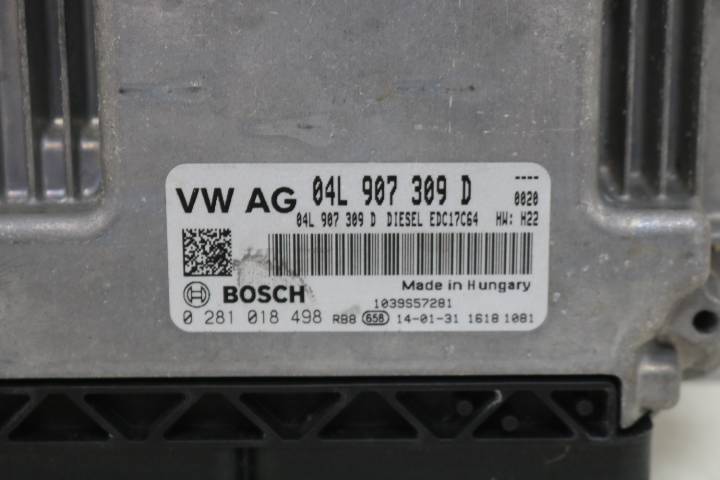 VW AG 04L 907 309 D ----
0020
04L 907 309 D DIESEL EDC17C64 HW: H22
Made in Hungary
BOSCH 1039S57281
0 281 018 498 RB8 658 14-01-31 1618 1081